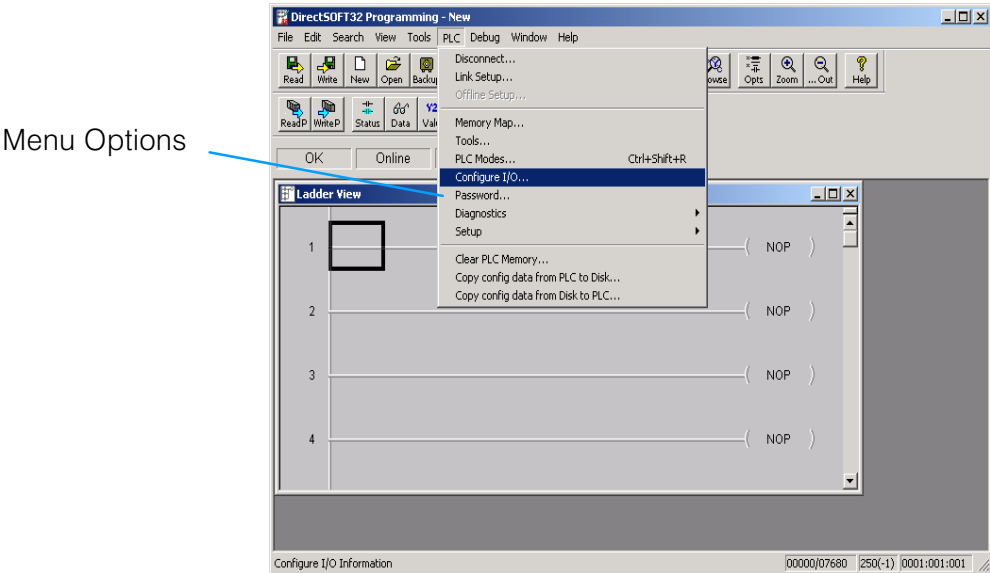 DirectSOFT32 Programming - New
File Edit Search View Tools PLC Debug Window Help
Read Write New Open Backup Opts Zoom ... Out Help
ReadP WriteP Status Data
OK Online
Menu Options
Disconnect...
Link Setup...
Offline Setup...
Memory Map...
Tools...
PLC Modes... Ctrl+Shift+R
Configure I/O...
Password...
Diagnostics
Setup
Clear PLC Memory...
Copy config data from PLC to Disk...
Copy config data from Disk to PLC...
Ladder View
1 NOP
2 NOP
3 NOP
4 NOP
Configure I/O Information 00000/07680 250(-1) 0001:001:001